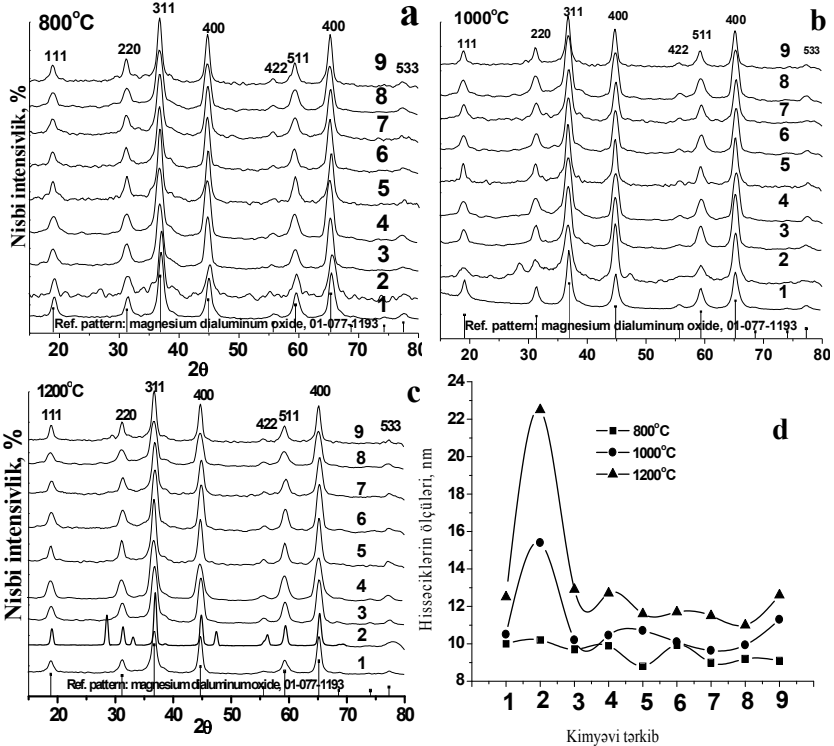 800°C
a
311
400
400
111
220
422
511
533
9
8
7
6
5
4
3
2
1
Nisbi intensivlik, %
Ref. pattern: magnesium dialuminum oxide, 01-077-1193
20 30 40 50 60 70 80
2θ
1000°C
b
311
400
400
111
220
422
511
533
9
8
7
6
5
4
3
2
1
Ref. pattern: magnesium dialuminum oxide, 01-077-1193
20 30 40 50 60 70 80
1200°C
c
311
400
400
111
220
422
511
533
9
8
7
6
5
4
3
2
1
Nisbi intensivlik, %
Ref. pattern: magnesium dialuminum oxide, 01-077-1193
20 30 40 50 60 70 80
2θ
d
24
22
20
18
16
14
12
10
8
Hissəciklərin ölçüləri, nm
800°C
1000°C
1200°C
1 2 3 4 5 6 7 8 9
Kimyəvi tərkib